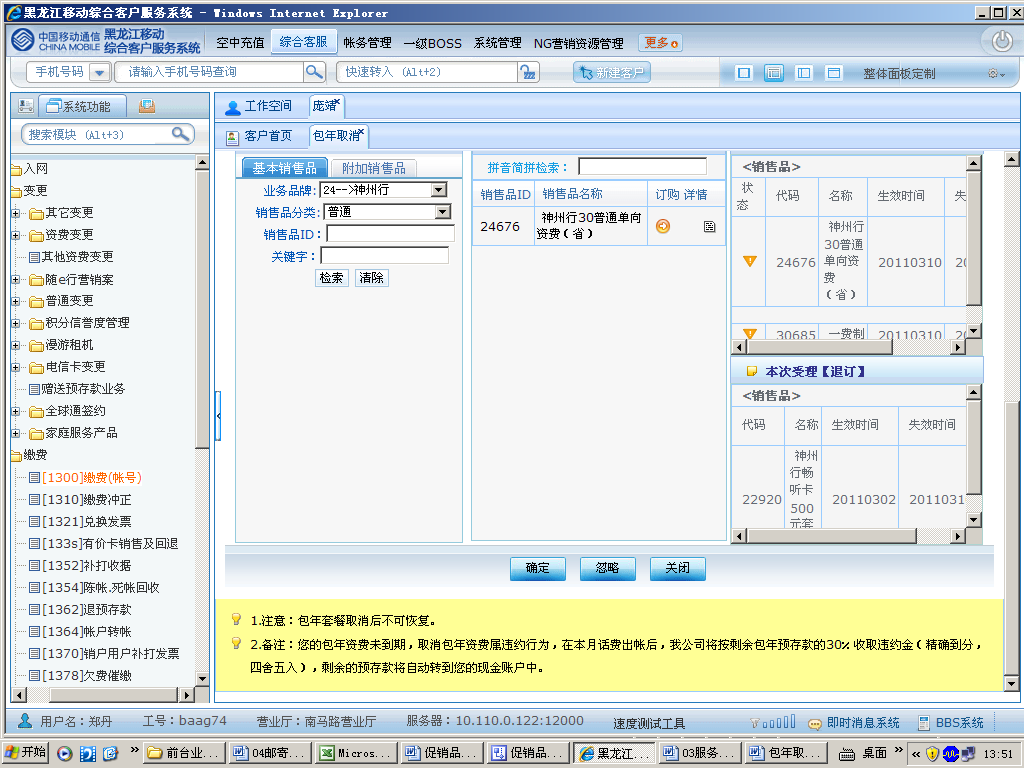 黑龙江移动综合客户服务系统 - Windows Internet Explorer
中国移动通信 CHINA MOBILE 黑龙江移动 综合客户服务系统
空中充值 综合客服 帐务管理 一级BOSS 系统管理 NG营销资源管理 更多
手机号码 请输入手机号码查询 快速转入 (Alt+2) 新建客户 整体面板定制
系统功能
搜索模块 (Alt+3)
入网
变更
其它变更
资费变更
其他资费变更
随e行营销案
普通变更
积分信誉度管理
漫游租机
电信卡变更
赠送预存款业务
全球通签约
家庭服务产品
缴费
[1300]缴费(帐号)
[1310]缴费冲正
[1321]兑换发票
[133s]有价卡销售及回退
[1352]补打收据
[1354]陈帐.死帐回收
[1362]退预存款
[1364]帐户转帐
[1370]销户用户补打发票
[1378]欠费催缴
工作空间
客户首页 包年取消
基本销售品 附加销售品
业务品牌: 24-->神州行
销售品分类: 普通
销售品ID:
关键字:
检索 清除
拼音简拼检索:
销售品ID 销售品名称 订购 详情
24676 神州行30普通单向资费(省)
<销售品>
状态 代码 名称 生效时间 失
24676 神州行30普通单向资费(省) 20110310 20
30685 一费制 20110310 20
本次受理【退订】
<销售品>
代码 名称 生效时间 失效时间
22920 神州行畅听卡500元套 20110302 2011031
确定 忽略 关闭
1.注意:包年套餐取消后不可恢复。
2.备注:您的包年资费未到期,取消包年资费属违约行为,在本月话费出帐后,我公司将按剩余包年预存款的30%收取违约金(精确到分,
四舍五入),剩余的预存款将自动转到您的现金账户中。
用户名:郑丹 工号:baag74 营业厅:南马路营业厅 服务器:10.110.0.122:12000 速度测试工具 即时消息系统 BBS系统
开始 前台业... 04邮寄... Micros... 促销品... 促销品... 黑龙江... 03服务... 包年取... 桌面 13:51